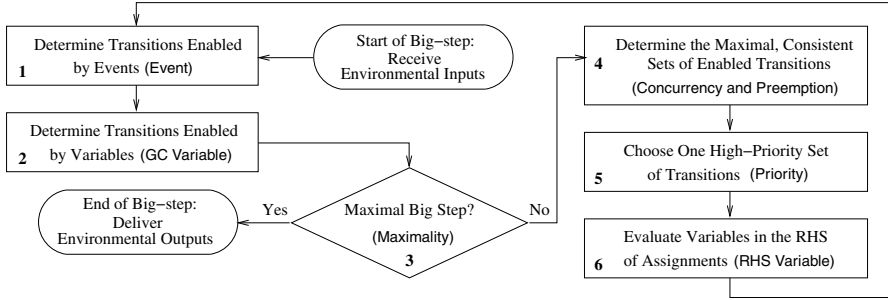 Determine Transitions Enabled
1 by Events (Event)
Start of Big−step:
Receive
Environmental Inputs
Determine Transitions Enabled
2 by Variables (GC Variable)
End of Big−step:
Deliver
Environmental Outputs
Yes
Maximal Big Step?
(Maximality)
3
No
Determine the Maximal, Consistent
4 Sets of Enabled Transitions
(Concurrency and Preemption)
Choose One High−Priority Set
5 of Transitions (Priority)
Evaluate Variables in the RHS
6 of Assignments (RHS Variable)